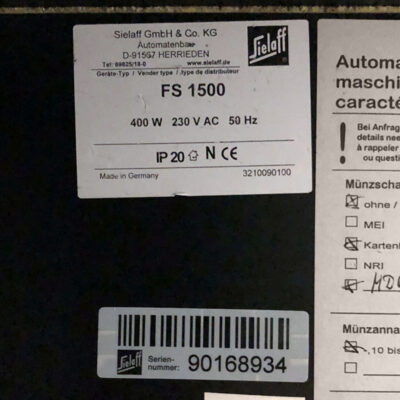 Sielaff GmbH & Co. KG
Automatenbau
D-91567 HERRIEDEN
Tel: 09825/18-0 www.sielaff.de
Sielaff
Geräte-Typ / Vender type / type de distributeur
FS 1500
400 W 230 V AC 50 Hz
IP 20 N CE
Made in Germany 3210090100
Automa
maschi
caracté
!
Bei Anfrag
details nee
à rappeler
ou questi
Münzscha
ohne /
MEI
Kartenl
NRI
Münzanna
,10 bis
Sielaff
Serien-
nummer: 90168934